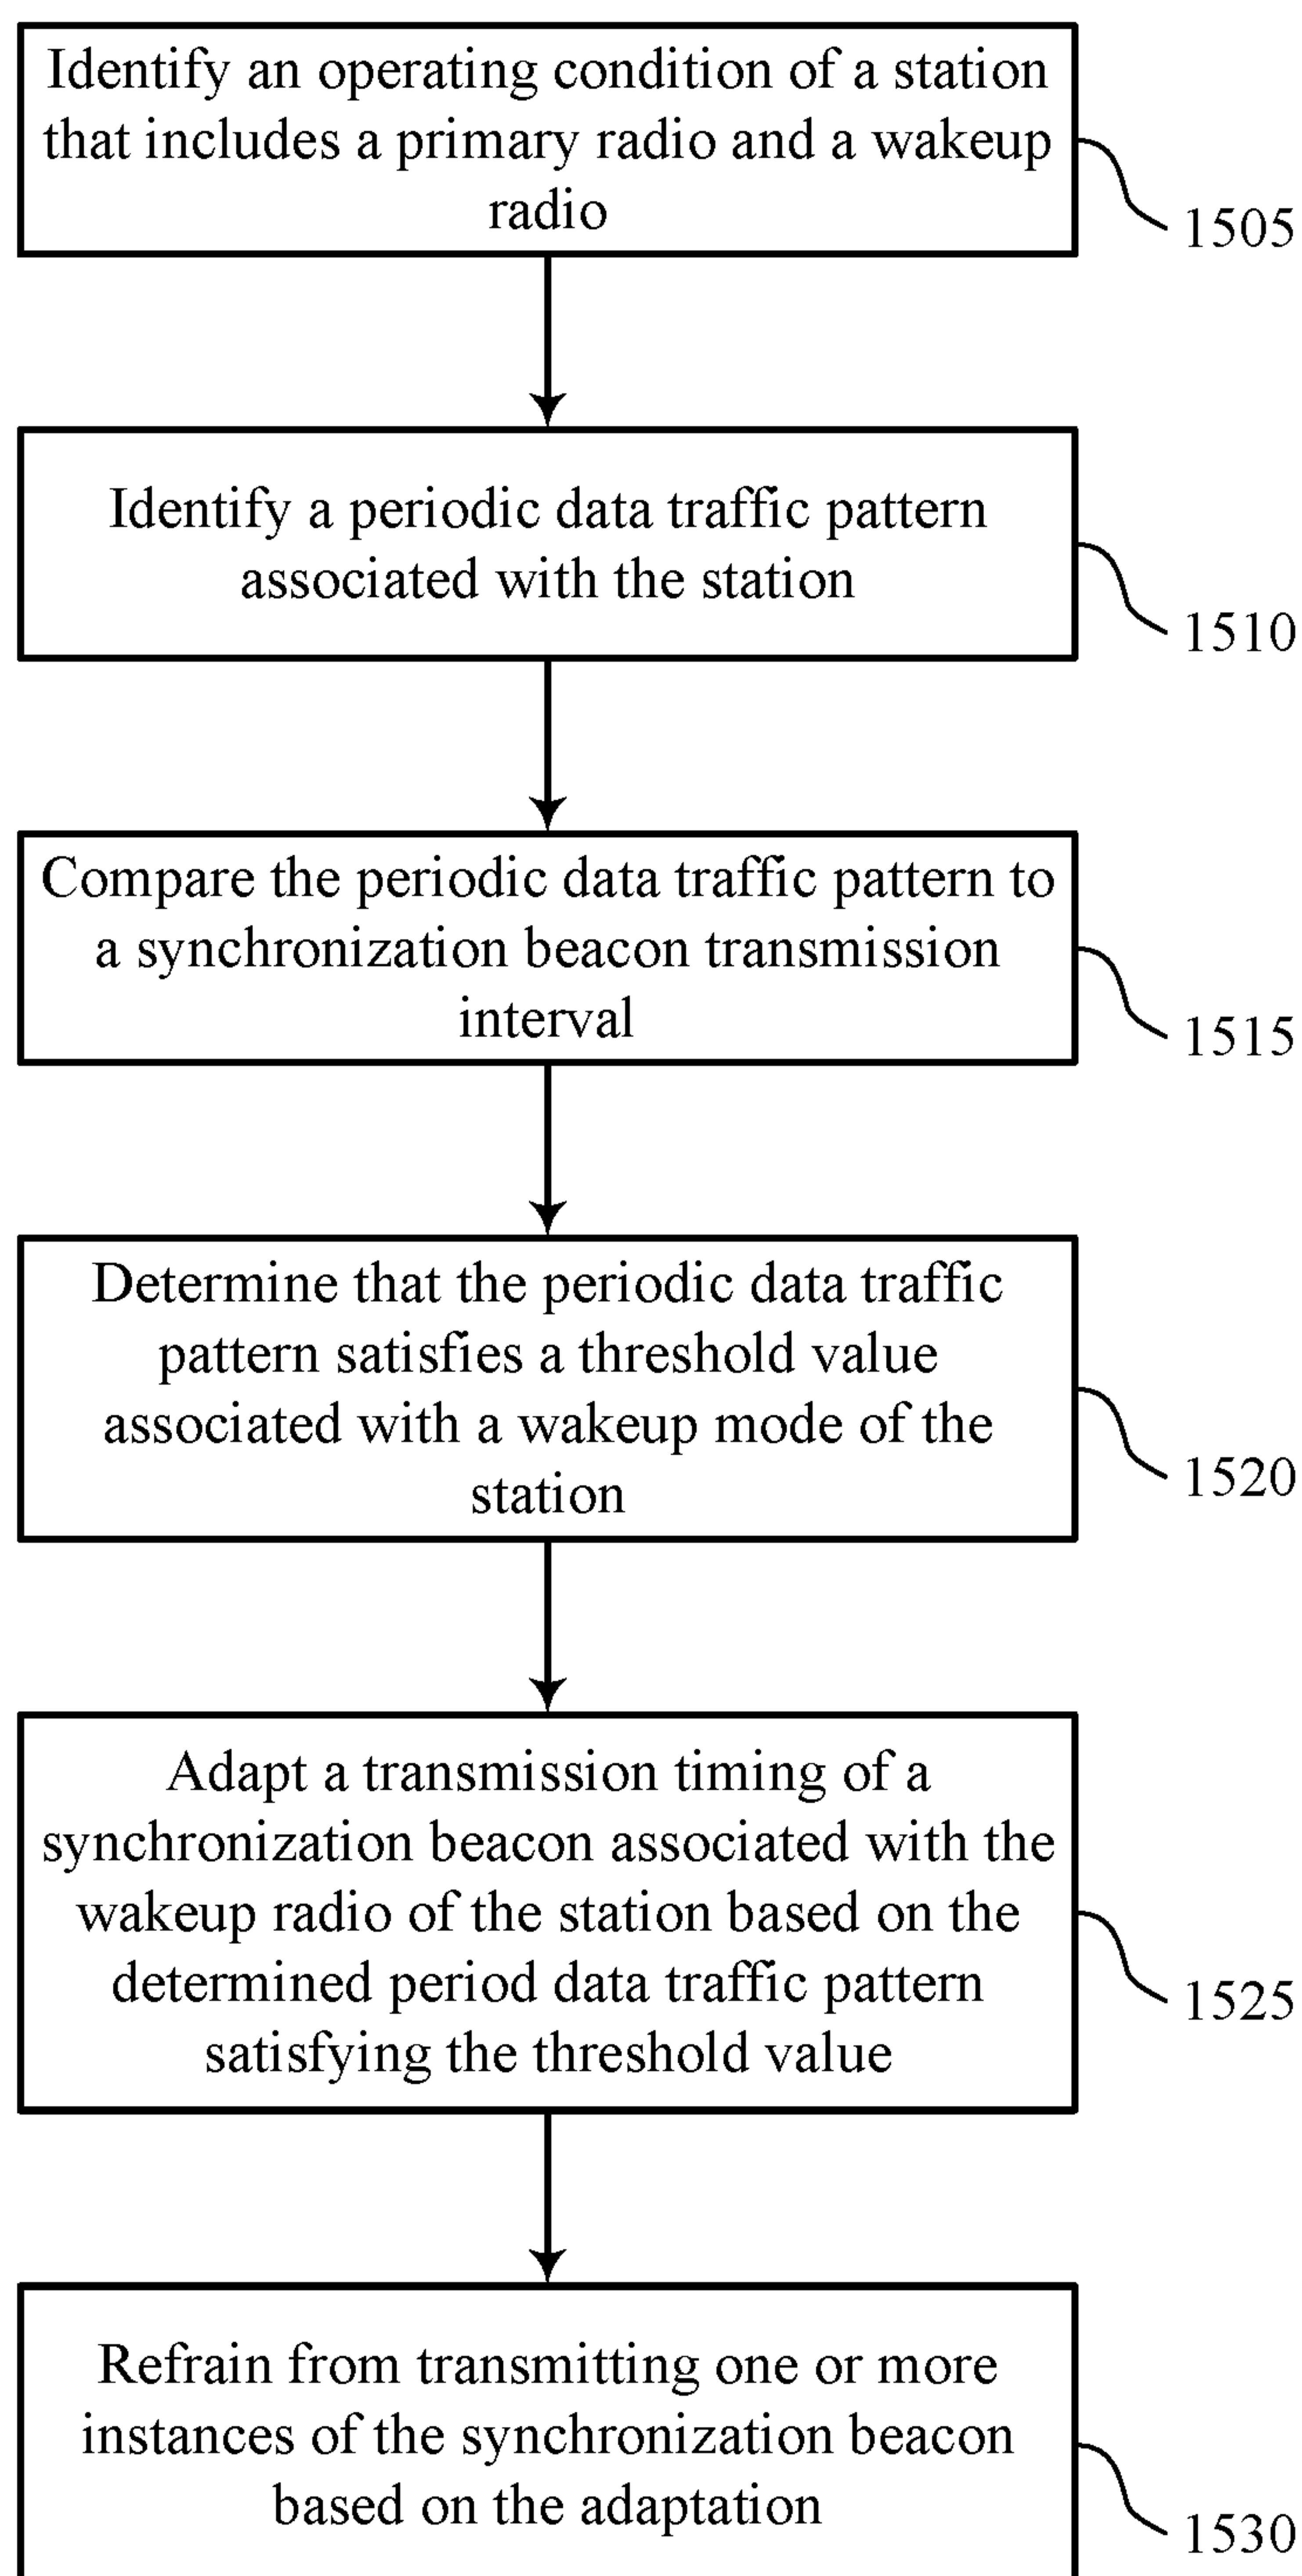 Identify an operating condition of a station
that includes a primary radio and a wakeup
radio
1505
Identify a periodic data traffic pattern
associated with the station
1510
Compare the periodic data traffic pattern to
a synchronization beacon transmission
interval
1515
Determine that the periodic data traffic
pattern satisfies a threshold value
associated with a wakeup mode of the
station
1520
Adapt a transmission timing of a
synchronization beacon associated with the
wakeup radio of the station based on the
determined period data traffic pattern
satisfying the threshold value
1525
Refrain from transmitting one or more
instances of the synchronization beacon
based on the adaptation
1530